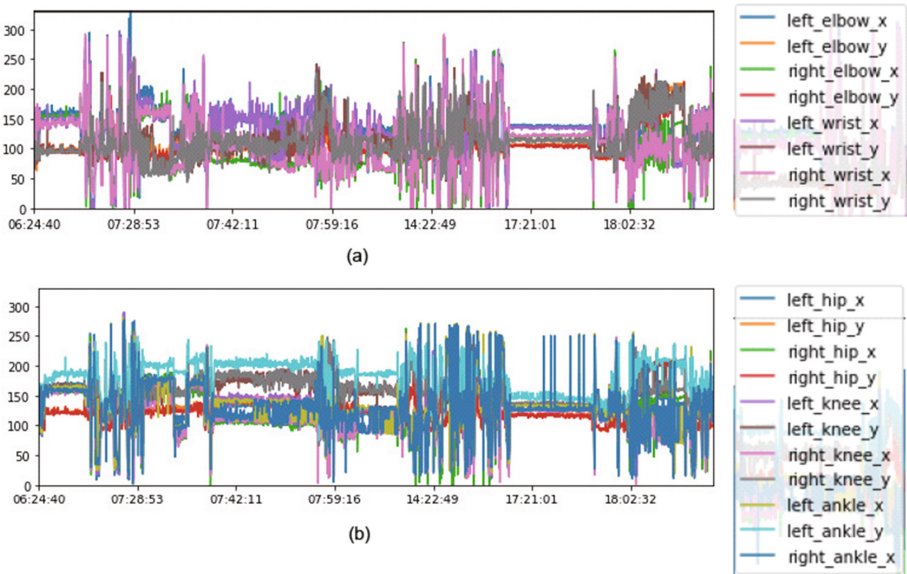 300
250
200
150
100
50
0
06:24:40 07:28:53 07:42:11 07:59:16 14:22:49 17:21:01 18:02:32
(a)
left_elbow_x
left_elbow_y
right_elbow_x
right_elbow_y
left_wrist_x
left_wrist_y
right_wrist_x
right_wrist_y
300
250
200
150
100
50
0
06:24:40 07:28:53 07:42:11 07:59:16 14:22:49 17:21:01 18:02:32
(b)
left_hip_x
left_hip_y
right_hip_x
right_hip_y
left_knee_x
left_knee_y
right_knee_x
right_knee_y
left_ankle_x
left_ankle_y
right_ankle_x